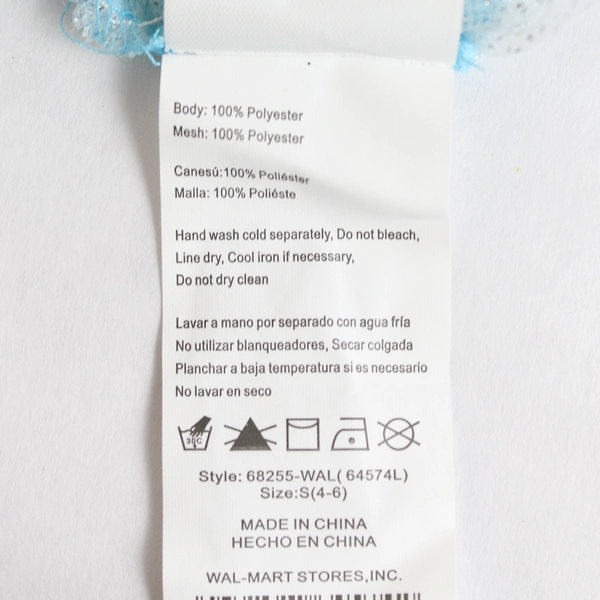 Body: 100% Polyester
Mesh: 100% Polyester
Canesú:100% Poliéster
Malla: 100% Poliéste
Hand wash cold separately, Do not bleach,
Line dry, Cool iron if necessary,
Do not dry clean
Lavar a mano por separado con agua fría
No utilizar blanqueadores, Secar colgada
Planchar a baja temperatura si es necesario
No lavar en seco
30C
Style: 68255-WAL( 64574L)
Size:S(4-6)
MADE IN CHINA
HECHO EN CHINA
WAL-MART STORES,INC.